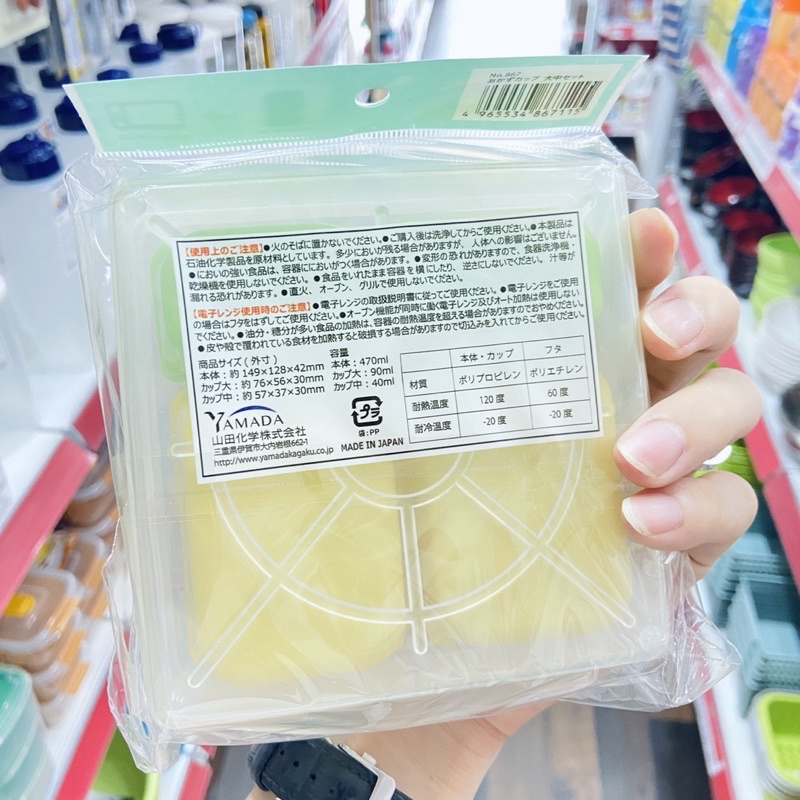 No.867
おかずカップ 大中セット
4 965534 867115
【使用上のご注意】●火のそばに置かないでください。●ご購入後は洗浄してからご使用ください。●本製品は
石油化学製品を原材料としています。多少においが残る場合がありますが、人体への影響はございません。
●においの強い食品は、容器ににおいがつく場合があります。●変形の恐れがありますので、食器洗浄機・
乾燥機を使用しないでください。●食品をいれたまま容器を横にしたり、逆さにしないでください。汁等が
漏れる恐れがあります。●直火、オーブン、グリルで使用しないでください。
【電子レンジ使用時のご注意】●電子レンジの取扱説明書に従ってご使用ください。●電子レンジをご使用
の場合はフタをはずしてご使用ください。●オーブン機能が同時に働く電子レンジ及びオート加熱は使用しない
でください。●油分・糖分が多い食品の加熱は、容器の耐熱温度を超える場合がありますのでおやめください。
●皮や殻で覆われている食材を加熱すると破損する場合がありますので切込みを入れてからご使用ください。
商品サイズ(外寸) 容量
本体：約149×128×42mm 本体：470ml
カップ大：約76×56×30mm カップ大：90ml
カップ中：約57×37×30mm カップ中：40ml
本体・カップ フタ
材質 ポリプロピレン ポリエチレン
耐熱温度 120度 60度
耐冷温度 -20度 -20度
YAMADA
山田化学株式会社
三重県伊賀市大内岩根662-1
http://www.yamadakagaku.co.jp
プラ
袋:PP
MADE IN JAPAN